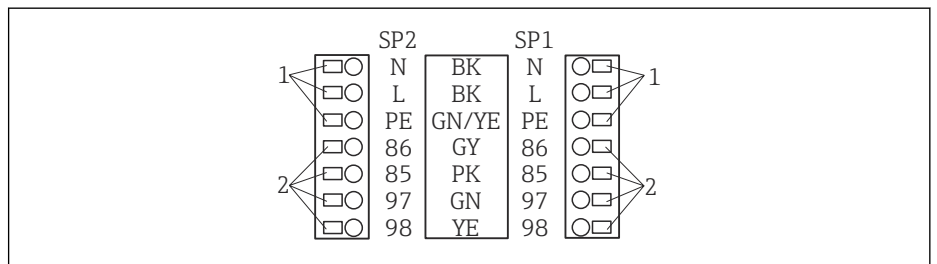 SP2 SP1
N BK N
1 L BK L 1
PE GN/YE PE
86 GY 86
2 85 PK 85 2
97 GN 97
98 YE 98